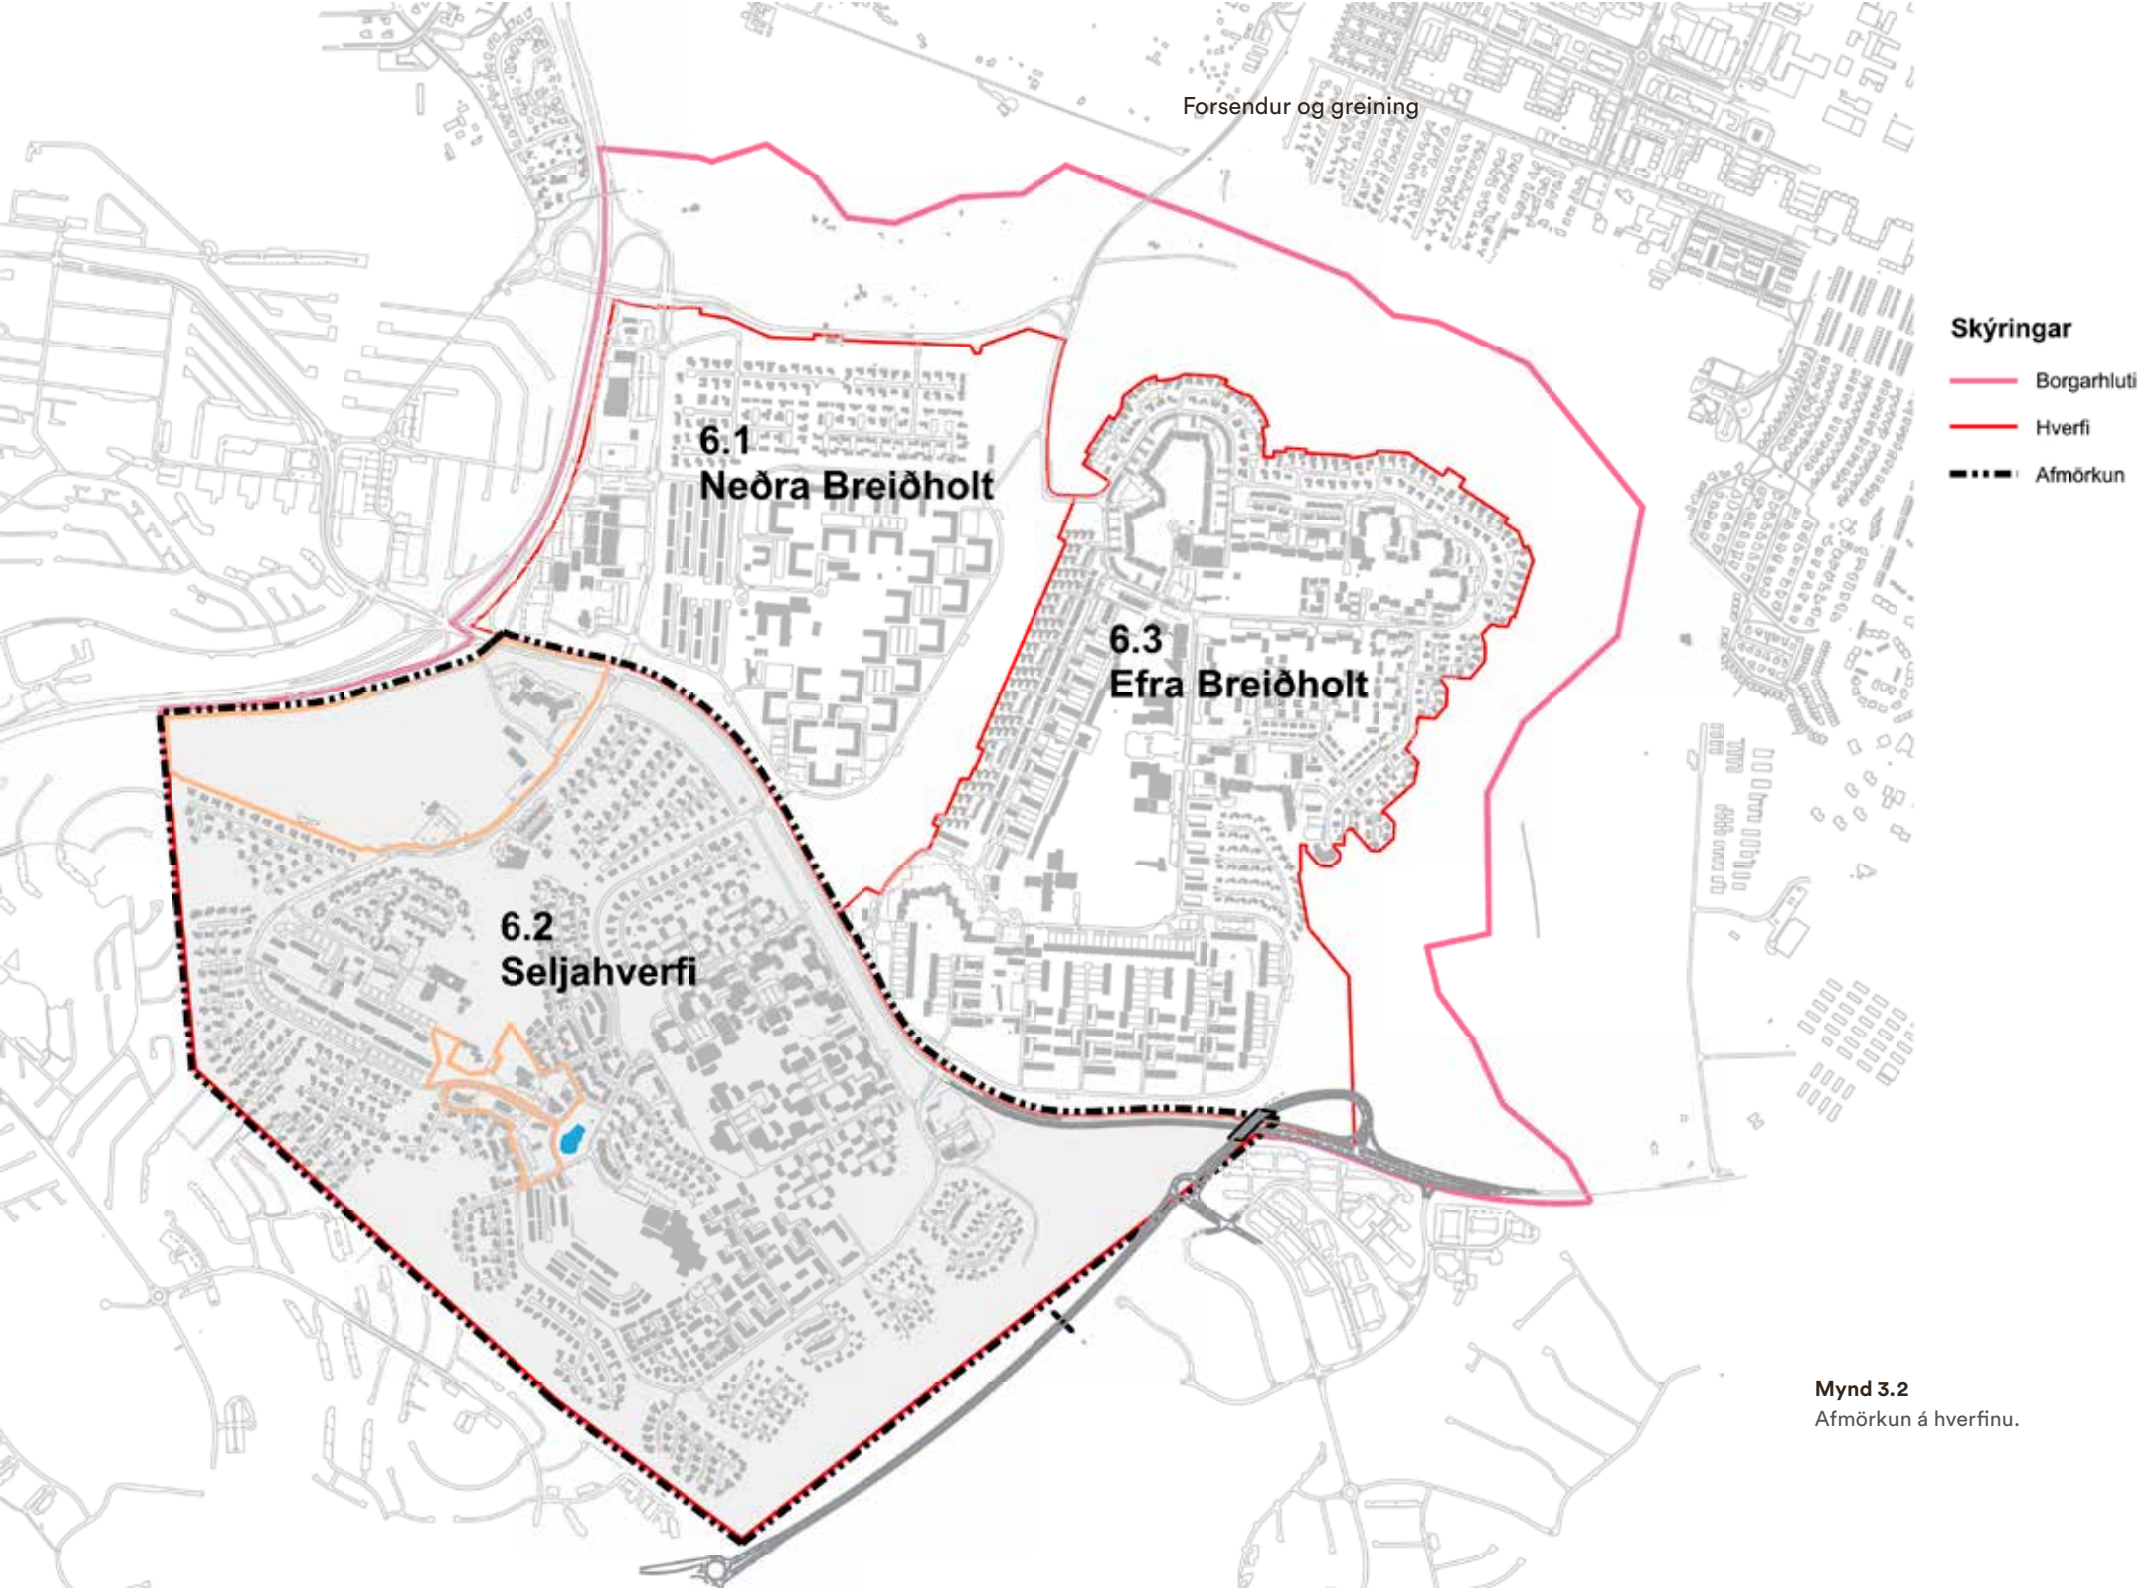 Forsendur og greining
Skýringar
Borgarhluti
Hverfi
Afmörkun
6.1
Neðra Breiðholt
6.3
Efra Breiðholt
6.2
Seljahverfi
Mynd 3.2
Afmörkun á hverfinu.